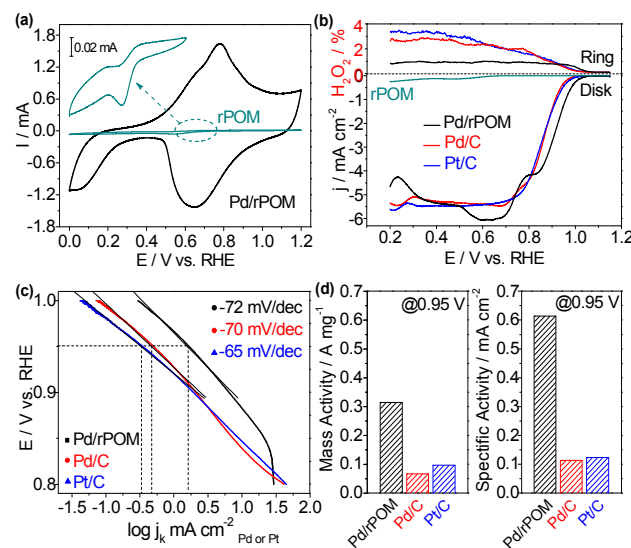 (a)
0.02 mA
rPOM
Pd/rPOM
I / mA
1.8
1.2
0.6
0.0
-0.6
-1.2
-1.8
0.0 0.2 0.4 0.6 0.8 1.0 1.2
E / V vs. RHE
(b)
H2O2 / %
4
2
0
Ring
Disk
rPOM
Pd/rPOM
Pd/C
Pt/C
j / mA cm-2
0
-1
-2
-3
-4
-5
-6
0.2 0.4 0.6 0.8 1.0 1.2
E / V vs. RHE
(c)
-72 mV/dec
-70 mV/dec
-65 mV/dec
Pd/rPOM
Pd/C
Pt/C
E / V vs. RHE
1.0
0.9
0.8
-1.5 -1.0 -0.5 0.0 0.5 1.0 1.5 2.0
log jk mA cm-2 Pd or Pt
(d)
@0.95 V
Mass Activity / A mg-1
0.7
0.6
0.5
0.4
0.3
0.2
0.1
0.0
Pd/rPOM
Pd/C
Pt/C
@0.95 V
Spectific Activity / mA cm-2
0.7
0.6
0.5
0.4
0.3
0.2
0.1
0.0
Pd/rPOM
Pd/C
Pt/C